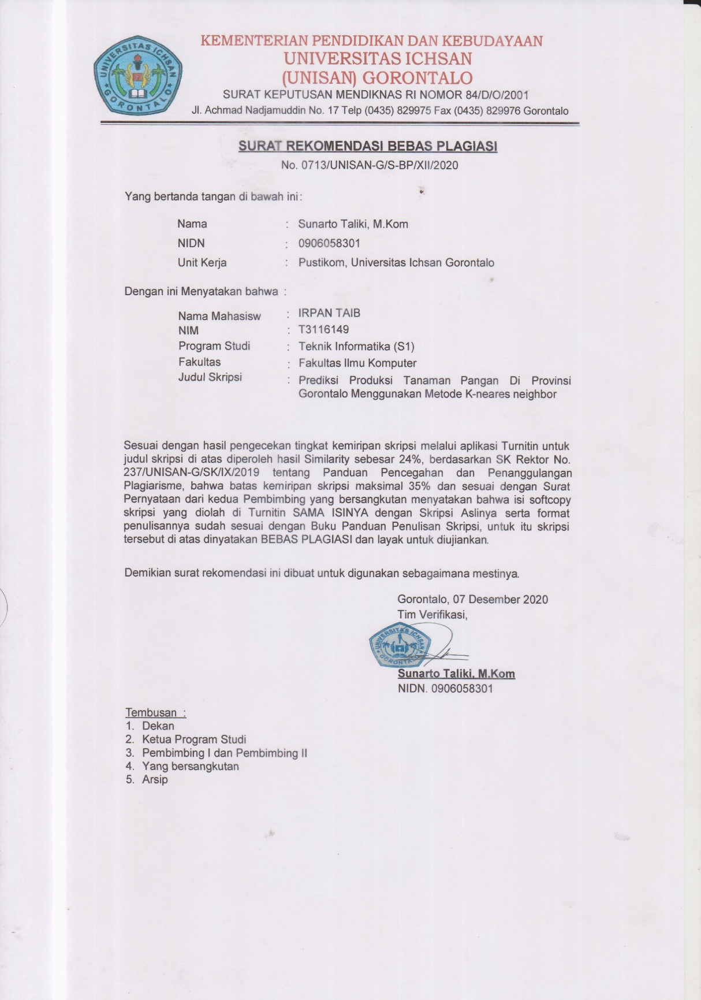 KEMENTERIAN PENDIDIKAN DAN KEBUDAYAAN
UNIVERSITAS ICHSAN
(UNISAN) GORONTALO
SURAT KEPUTUSAN MENDIKNAS RI NOMOR 84/D/O/2001
Jl. Achmad Nadjamuddin No. 17 Telp (0435) 829975 Fax (0435) 829976 Gorontalo
UNIVERSITAS ICHSAN
GORONTALO
SURAT REKOMENDASI BEBAS PLAGIASI
No. 0713/UNISAN-G/S-BP/XII/2020
Yang bertanda tangan di bawah ini :
Nama : Sunarto Taliki, M.Kom
NIDN : 0906058301
Unit Kerja : Pustikom, Universitas Ichsan Gorontalo
Dengan ini Menyatakan bahwa :
Nama Mahasisw : IRPAN TAIB
NIM : T3116149
Program Studi : Teknik Informatika (S1)
Fakultas : Fakultas Ilmu Komputer
Judul Skripsi : Prediksi Produksi Tanaman Pangan Di Provinsi
Gorontalo Menggunakan Metode K-neares neighbor
Sesuai dengan hasil pengecekan tingkat kemiripan skripsi melalui aplikasi Turnitin untuk
judul skripsi di atas diperoleh hasil Similarity sebesar 24%, berdasarkan SK Rektor No.
237/UNISAN-G/SK/IX/2019 tentang Panduan Pencegahan dan Penanggulangan
Plagiarisme, bahwa batas kemiripan skripsi maksimal 35% dan sesuai dengan Surat
Pernyataan dari kedua Pembimbing yang bersangkutan menyatakan bahwa isi softcopy
skripsi yang diolah di Turnitin SAMA ISINYA dengan Skripsi Aslinya serta format
penulisannya sudah sesuai dengan Buku Panduan Penulisan Skripsi, untuk itu skripsi
tersebut di atas dinyatakan BEBAS PLAGIASI dan layak untuk diujiankan.
Demikian surat rekomendasi ini dibuat untuk digunakan sebagaimana mestinya.
Gorontalo, 07 Desember 2020
Tim Verifikasi,
UNIVERSITAS ICHSAN
GORONTALO
Sunarto Taliki, M.Kom
NIDN. 0906058301
Tembusan :
1. Dekan
2. Ketua Program Studi
3. Pembimbing I dan Pembimbing II
4. Yang bersangkutan
5. Arsip